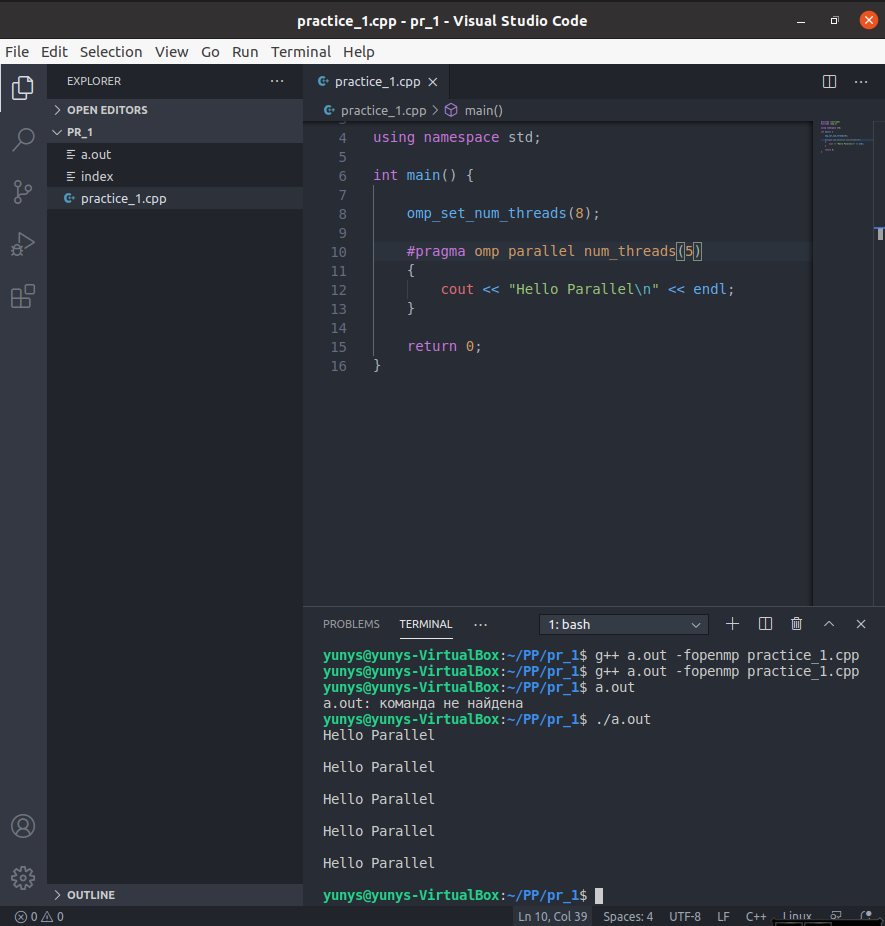 practice_1.cpp - pr_1 - Visual Studio Code
File Edit Selection View Go Run Terminal Help
EXPLORER
OPEN EDITORS
PR_1
a.out
index
practice_1.cpp
OUTLINE
practice_1.cpp
practice_1.cpp > main()
4 using namespace std;
5
6 int main() {
7
8 omp_set_num_threads(8);
9
10 #pragma omp parallel num_threads(5)
11 {
12 cout << "Hello Parallel\n" << endl;
13 }
14
15 return 0;
16 }
PROBLEMS TERMINAL ... 1: bash
yunys@yunys-VirtualBox:~/PP/pr_1$ g++ a.out -fopenmp practice_1.cpp
yunys@yunys-VirtualBox:~/PP/pr_1$ g++ a.out -fopenmp practice_1.cpp
yunys@yunys-VirtualBox:~/PP/pr_1$ a.out
a.out: команда не найдена
yunys@yunys-VirtualBox:~/PP/pr_1$ ./a.out
Hello Parallel
Hello Parallel
Hello Parallel
Hello Parallel
Hello Parallel
yunys@yunys-VirtualBox:~/PP/pr_1$
0 0 Ln 10, Col 39 Spaces: 4 UTF-8 LF C++ Linux